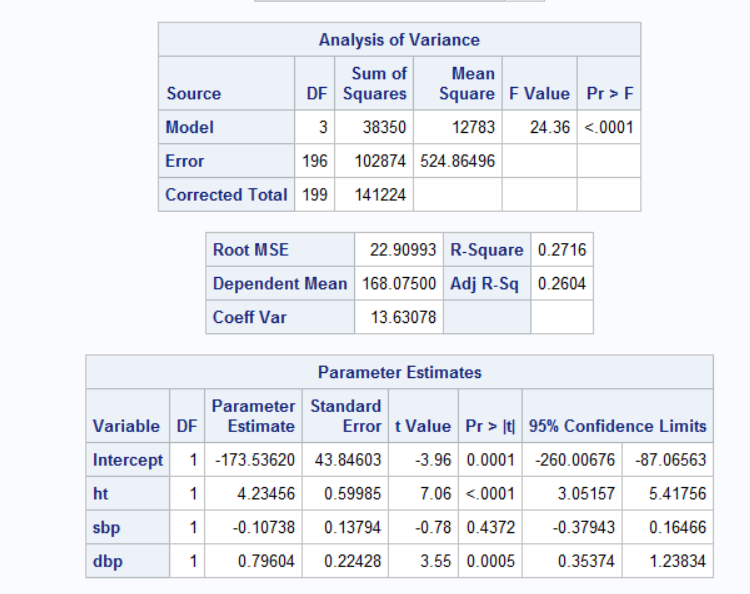 Analysis of Variance
Source DF Sum of Squares Mean Square F Value Pr > F
Model 3 38350 12783 24.36 <.0001
Error 196 102874 524.86496
Corrected Total 199 141224
Root MSE 22.90993 R-Square 0.2716
Dependent Mean 168.07500 Adj R-Sq 0.2604
Coeff Var 13.63078
Parameter Estimates
Variable DF Parameter Estimate Standard Error t Value Pr > |t| 95% Confidence Limits
Intercept 1 -173.53620 43.84603 -3.96 0.0001 -260.00676 -87.06563
ht 1 4.23456 0.59985 7.06 <.0001 3.05157 5.41756
sbp 1 -0.10738 0.13794 -0.78 0.4372 -0.37943 0.16466
dbp 1 0.79604 0.22428 3.55 0.0005 0.35374 1.23834